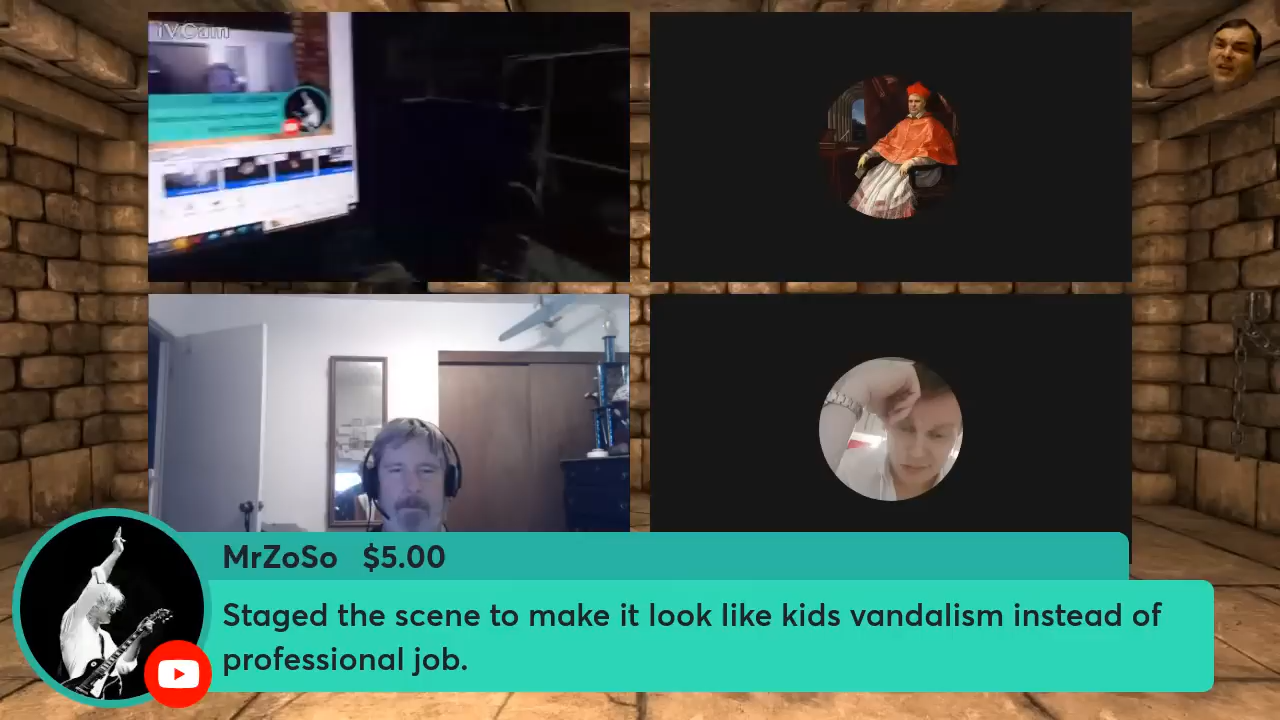 iVCam
MrZoSo $5.00
Staged the scene to make it look like kids vandalism instead of
professional job.